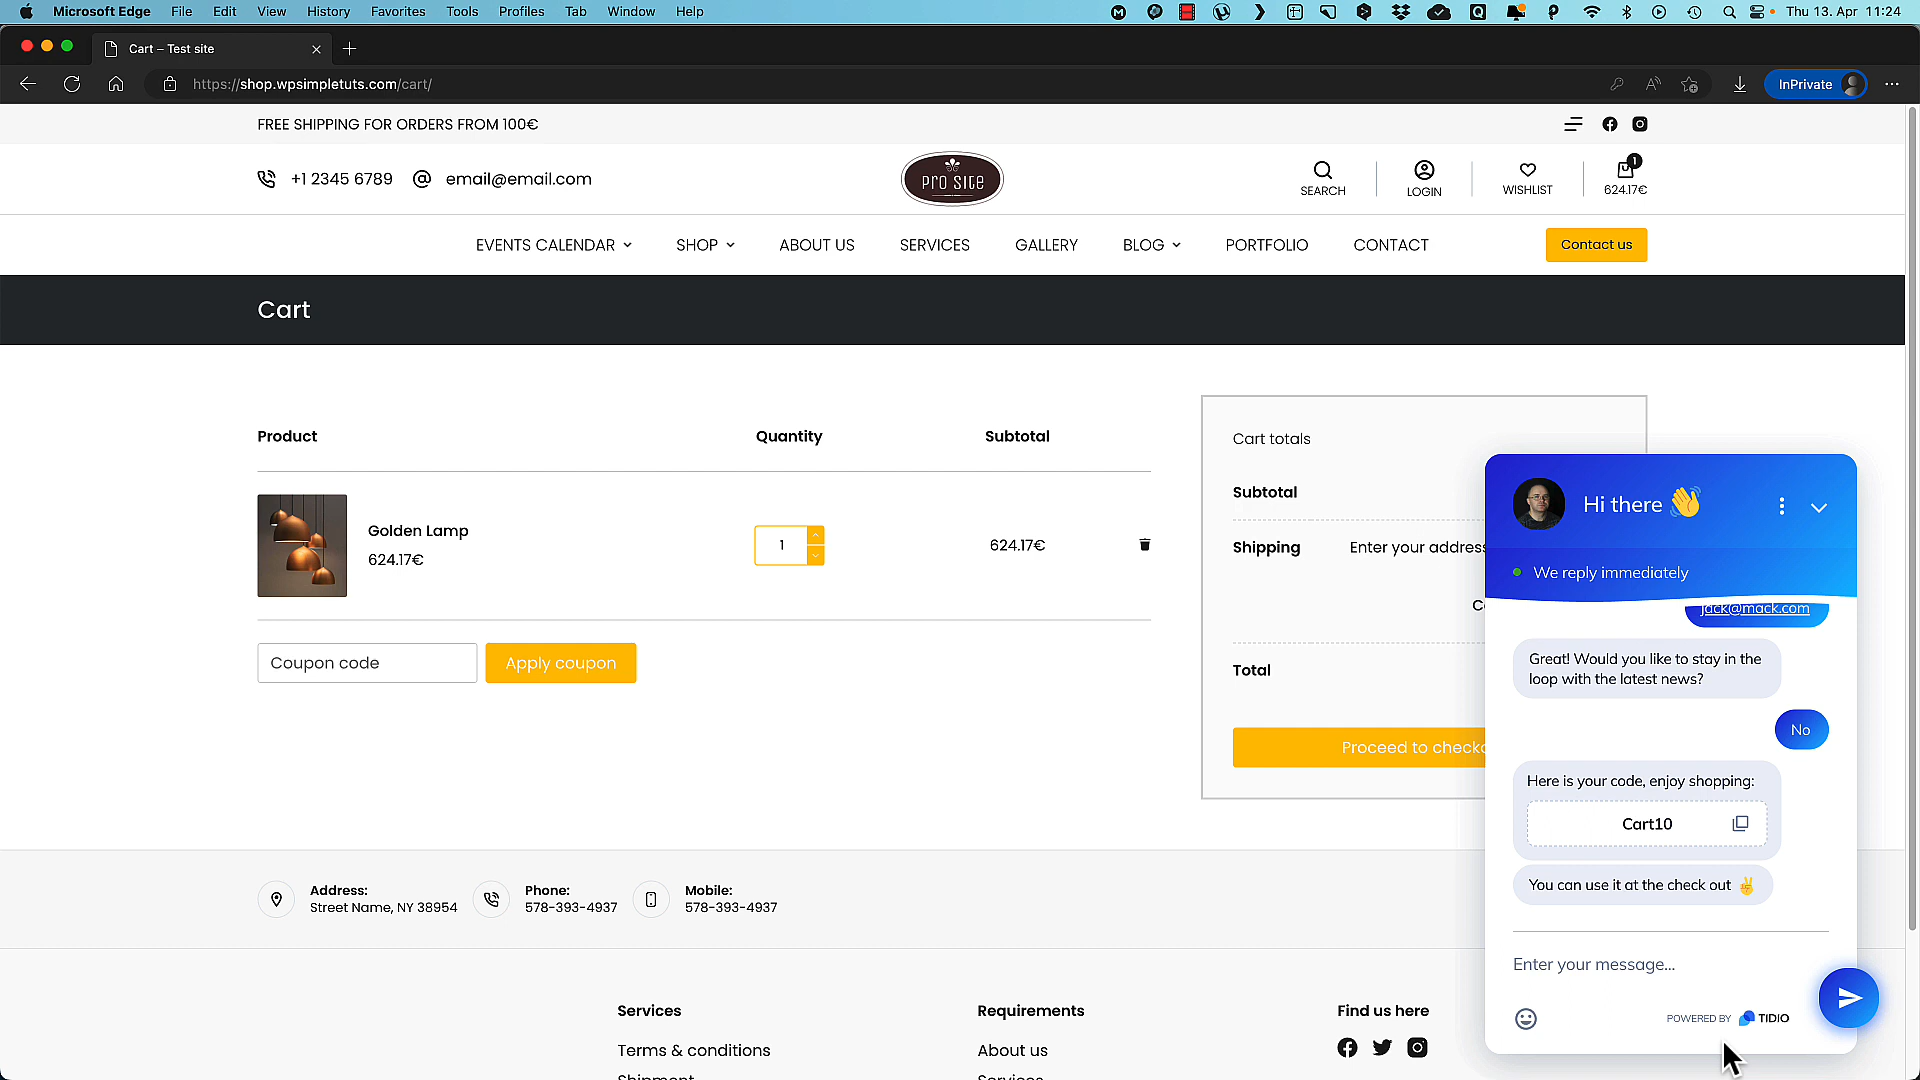 Microsoft Edge File Edit View History Favorites Tools Profiles Tab Window Help Thu 13. Apr 11:24
Cart – Test site
https://shop.wpsimpletuts.com/cart/ InPrivate
FREE SHIPPING FOR ORDERS FROM 100€
+1 2345 6789 email@email.com
PRO SITE
SEARCH LOGIN WISHLIST 1 624.17€
EVENTS CALENDAR SHOP ABOUT US SERVICES GALLERY BLOG PORTFOLIO CONTACT Contact us
Cart
Product Quantity Subtotal
Golden Lamp
624.17€
1
624.17€
Coupon code Apply coupon
Cart totals
Subtotal
Shipping Enter your address
Total
Proceed to checko
Hi there
We reply immediately
jack@mack.com
Great! Would you like to stay in the
loop with the latest news?
No
Here is your code, enjoy shopping:
Cart10
You can use it at the check out
Enter your message...
POWERED BY TIDIO
Address:
Street Name, NY 38954
Phone:
578-393-4937
Mobile:
578-393-4937
Services
Terms & conditions
Shipment
Requirements
About us
Services
Find us here